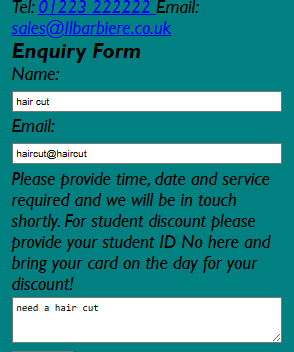 Tel: 01223 222222 Email:
sales@llbarbiere.co.uk
Enquiry Form
Name:
hair cut
Email:
haircut@haircut
Please provide time, date and service
required and we will be in touch
shortly. For student discount please
provide your student ID No here and
bring your card on the day for your
discount!
need a hair cut